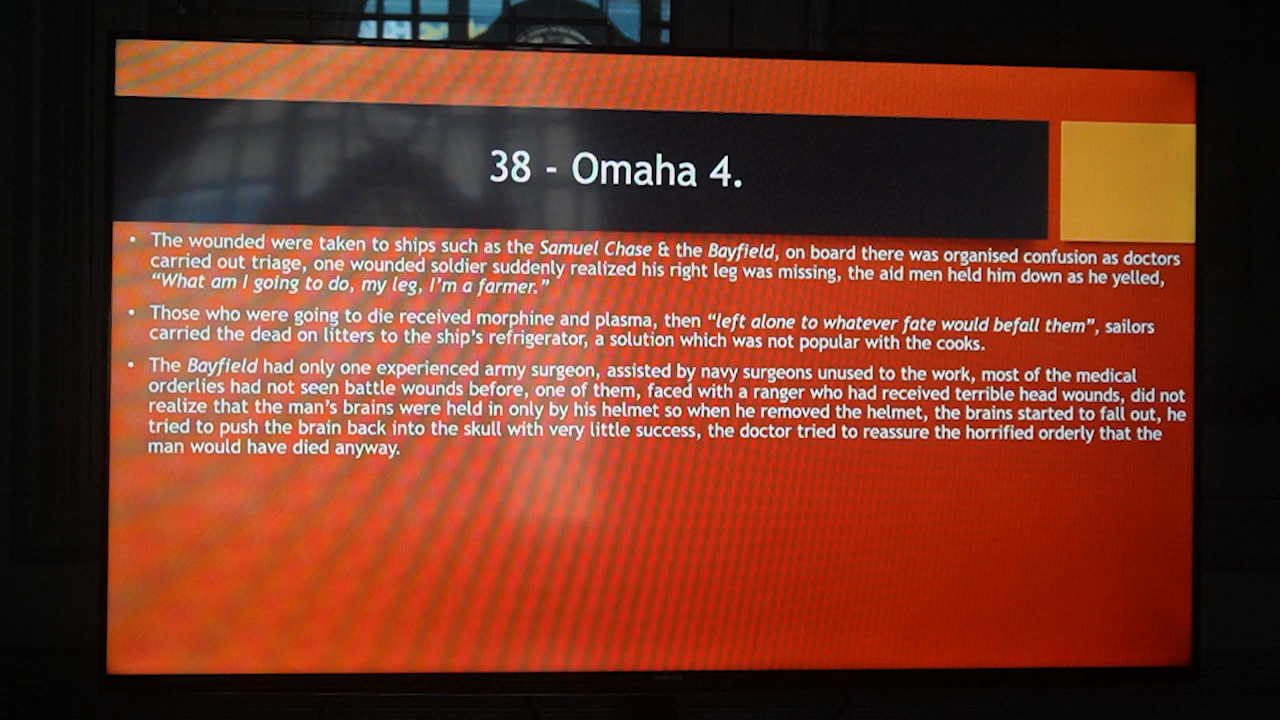 38 - Omaha 4.
• The wounded were taken to ships such as the Samuel Chase & the Bayfield, on board there was organised confusion as doctors
carried out triage, one wounded soldier suddenly realized his right leg was missing, the aid men held him down as he yelled,
“What am I going to do, my leg, I’m a farmer.”
• Those who were going to die received morphine and plasma, then “left alone to whatever fate would befall them”, sailors
carried the dead on litters to the ship’s refrigerator, a solution which was not popular with the cooks.
• The Bayfield had only one experienced army surgeon, assisted by navy surgeons unused to the work, most of the medical
orderlies had not seen battle wounds before, one of them, faced with a ranger who had received terrible head wounds, did not
realize that the man’s brains were held in only by his helmet so when he removed the helmet, the brains started to fall out, he
tried to push the brain back into the skull with very little success, the doctor tried to reassure the horrified orderly that the
man would have died anyway.
SAMSUNG